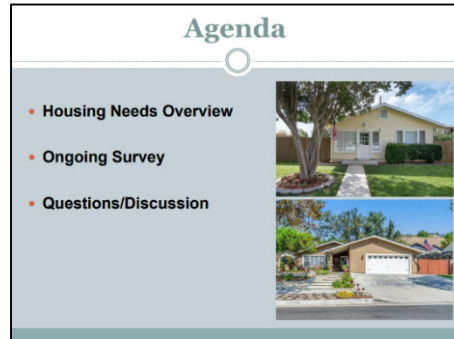 Agenda
Housing Needs Overview
Ongoing Survey
Questions/Discussion